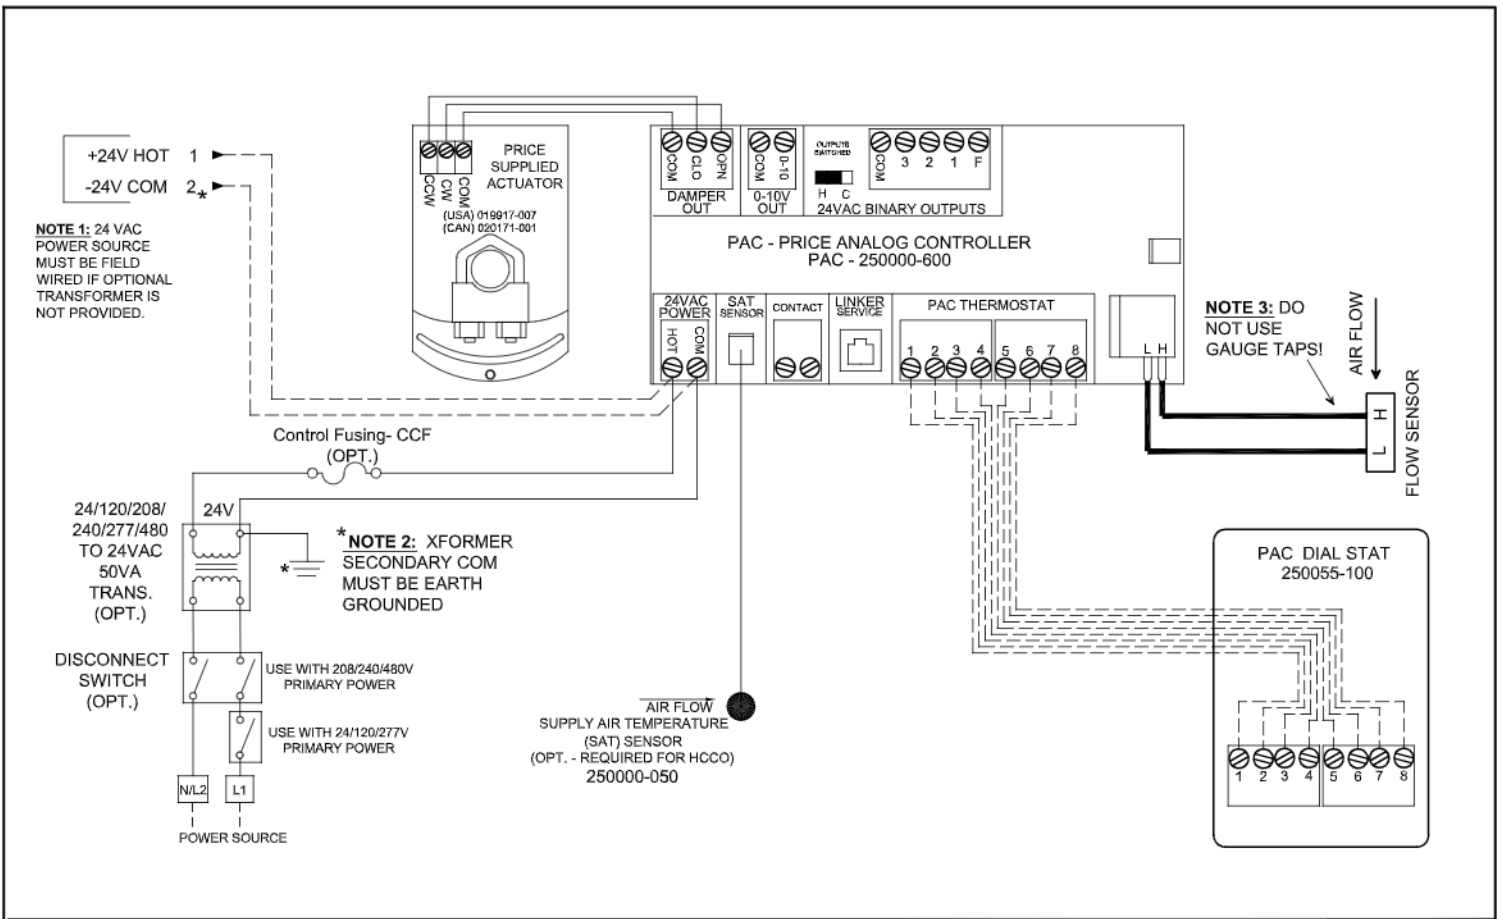 +24V HOT 1
-24V COM 2*
NOTE 1: 24 VAC
POWER SOURCE
MUST BE FIELD
WIRED IF OPTIONAL
TRANSFORMER IS
NOT PROVIDED.
CCW CW COM
PRICE
SUPPLIED
ACTUATOR
(USA) 019917-007
(CAN) 020171-001
COM CLO OPN
DAMPER
OUT
COM 0-10
0-10V
OUT
OUTPUTS
SWITCHED
H C
COM 3 2 1 F
24VAC BINARY OUTPUTS
PAC - PRICE ANALOG CONTROLLER
PAC - 250000-600
24VAC
POWER
HOT COM
SAT
SENSOR
CONTACT
LINKER
SERVICE
PAC THERMOSTAT
1 2 3 4 5 6 7 8
L H
NOTE 3: DO
NOT USE
GAUGE TAPS!
AIR FLOW
H
L
FLOW SENSOR
Control Fusing- CCF
(OPT.)
24/120/208/
240/277/480
TO 24VAC
50VA
TRANS.
(OPT.)
24V
*
*NOTE 2: XFORMER
SECONDARY COM
MUST BE EARTH
GROUNDED
DISCONNECT
SWITCH
(OPT.)
USE WITH 208/240/480V
PRIMARY POWER
USE WITH 24/120/277V
PRIMARY POWER
N/L2 L1
POWER SOURCE
AIR FLOW
SUPPLY AIR TEMPERATURE
(SAT) SENSOR
(OPT. - REQUIRED FOR HCCO)
250000-050
PAC DIAL STAT
250055-100
1 2 3 4 5 6 7 8